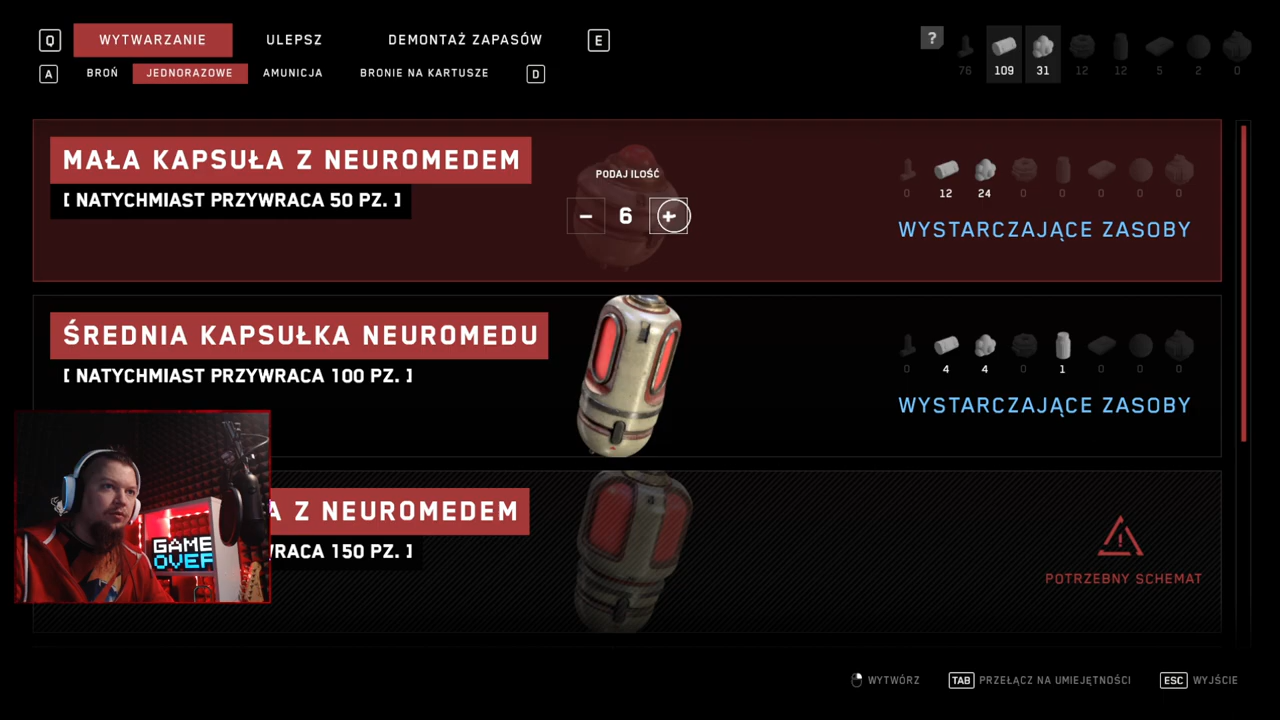 Q WYTWARZANIE ULEPSZ DEMONTAŻ ZAPASÓW E
A BROŃ JEDNORAZOWE AMUNICJA BRONIE NA KARTUSZE D
?
76 109 31 12 12 5 2 0
MAŁA KAPSUŁA Z NEUROMEDEM
[ NATYCHMIAST PRZYWRACA 50 PZ. ]
PODAJ ILOŚĆ
− 6 +
0 12 24 0 0 0 0 0
WYSTARCZAJĄCE ZASOBY
ŚREDNIA KAPSUŁKA NEUROMEDU
[ NATYCHMIAST PRZYWRACA 100 PZ. ]
0 4 4 0 1 0 0 0
WYSTARCZAJĄCE ZASOBY
A Z NEUROMEDEM
WRACA 150 PZ. ]
POTRZEBNY SCHEMAT
GAME
OVER
WYTWÓRZ TAB PRZEŁĄCZ NA UMIEJĘTNOŚCI ESC WYJŚCIE